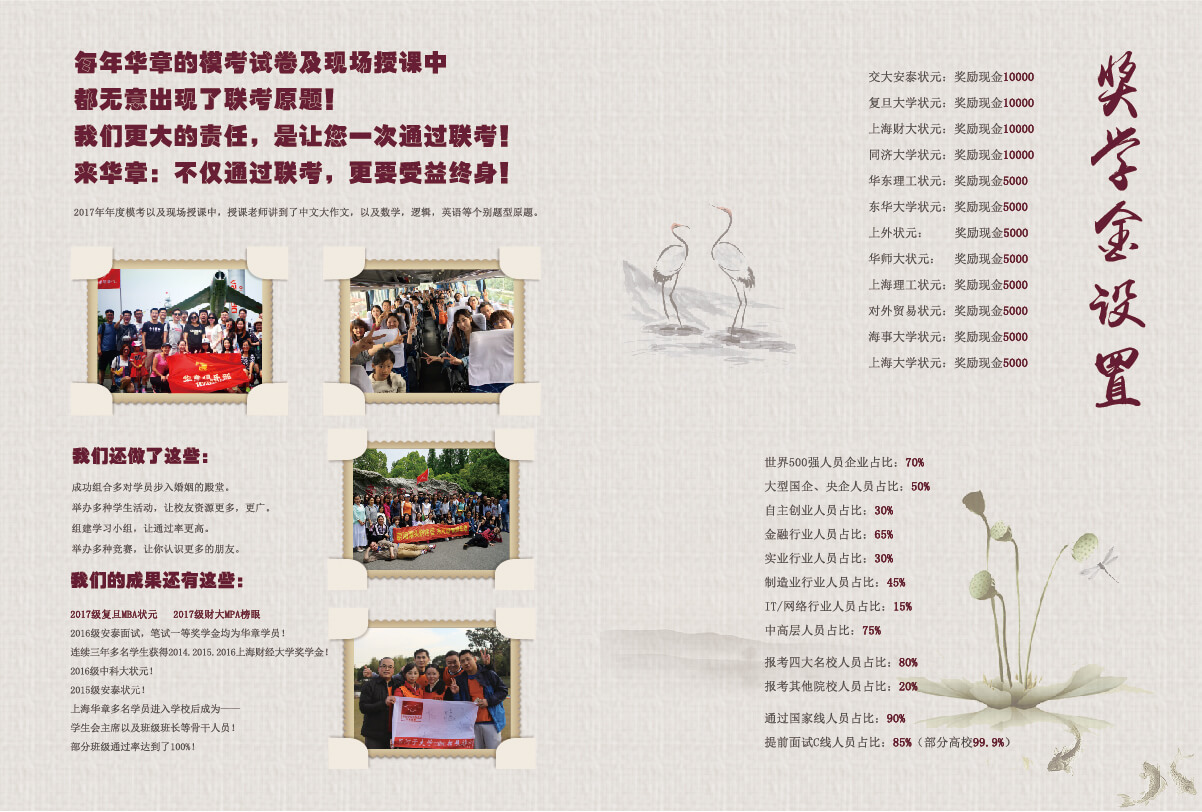 每年华章的模考试卷及现场授课中
都无意出现了联考原题！
我们更大的责任，是让您一次通过联考！
来华章：不仅通过联考，更要受益终身！
2017年年度模考以及现场授课中，授课老师讲到了中文大作文，以及数学，逻辑，英语等个别题型原题。
我们还做了这些：
成功组合多对学员步入婚姻的殿堂。
举办多种学生活动，让校友资源更多，更广。
组建学习小组，让通过率更高。
举办多种竞赛，让你认识更多的朋友。
我们的成果还有这些：
2017级复旦MBA状元 2017级财大MPA榜眼
2016级安泰面试，笔试一等奖学金均为华章学员！
连续三年多名学生获得2014.2015.2016上海财经大学奖学金！
2016级中科大状元！
2015级安泰状元！
上海华章多名学员进入学校后成为——
学生会主席以及班级班长等骨干人员！
部分班级通过率达到了100%！
奖学金设置
交大安泰状元：奖励现金10000
复旦大学状元：奖励现金10000
上海财大状元：奖励现金10000
同济大学状元：奖励现金10000
华东理工状元：奖励现金5000
东华大学状元：奖励现金5000
上外状元： 奖励现金5000
华师大状元： 奖励现金5000
上海理工状元：奖励现金5000
对外贸易状元：奖励现金5000
海事大学状元：奖励现金5000
上海大学状元：奖励现金5000
世界500强人员企业占比：70%
大型国企、央企人员占比：50%
自主创业人员占比：30%
金融行业人员占比：65%
实业行业人员占比：30%
制造业行业人员占比：45%
IT/网络行业人员占比：15%
中高层人员占比：75%
报考四大名校人员占比：80%
报考其他院校人员占比：20%
通过国家线人员占比：90%
提前面试C线人员占比：85%（部分高校99.9%）